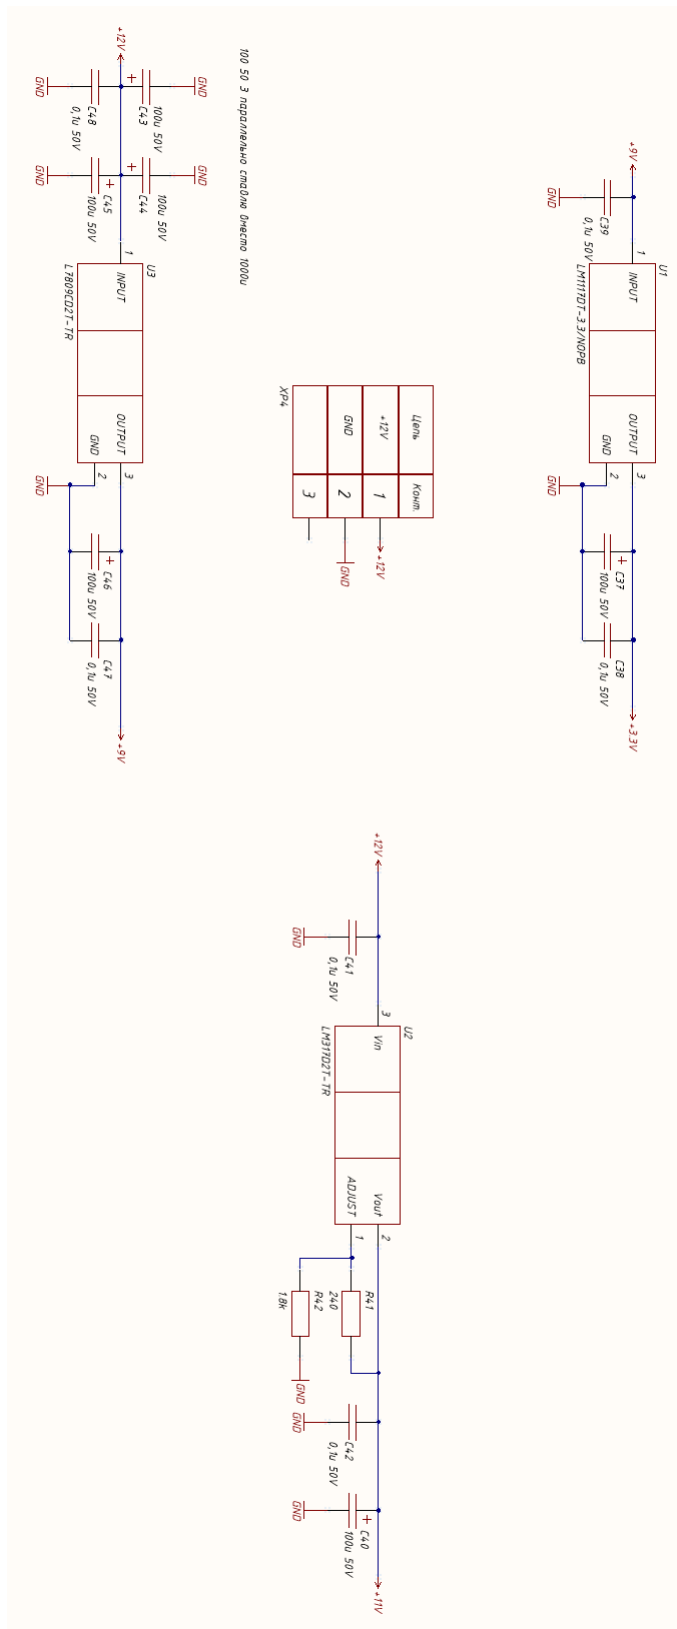 +9V
GND
C39
0,1u 50V
1
U1
LM1117DT-3.3/NOPB
INPUT
OUTPUT
GND
2
3
GND
C37
100u 50V
C38
0,1u 50V
+3.3V
100 50 3 параллельно ставлю вместо 1000u
+12V
GND
GND
C43
100u 50V
C48
0,1u 50V
GND
GND
C44
100u 50V
C45
100u 50V
1
U3
L7809CD2T-TR
INPUT
OUTPUT
GND
2
3
GND
C46
100u 50V
C47
0,1u 50V
+9V
XP4
Цепь
Конт.
+12V
1
+12V
GND
2
GND
3
+12V
GND
C41
0,1u 50V
3
U2
LM317D2T-TR
Vin
Vout
ADJUST
1
2
R41
240
R42
1.8k
GND
GND
C42
0,1u 50V
GND
C40
100u 50V
+11V